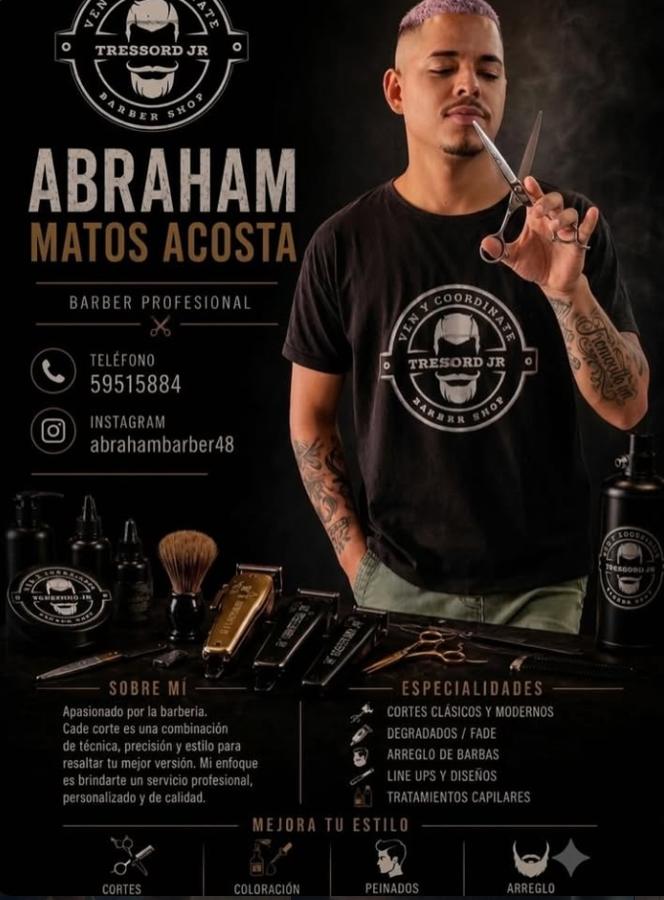 VEN Y COORDINATE
TRESSORD JR
BARBER SHOP
ABRAHAM
MATOS ACOSTA
BARBER PROFESIONAL
TELÉFONO
59515884
INSTAGRAM
abrahambarber48
VEN Y COORDINATE
TRESORD JR
BARBRR SHOP
SOBRE MÍ
Apasionado por la barbería.
Cada corte es una combinación
de técnica, precisión y estilo para
resaltar tu mejor versión. Mi enfoque
es brindarte un servicio profesional,
personalizado y de calidad.
ESPECIALIDADES
CORTES CLÁSICOS Y MODERNOS
DEGRADADOS / FADE
ARREGLO DE BARBAS
LINE UPS Y DISEÑOS
TRATAMIENTOS CAPILARES
MEJORA TU ESTILO
CORTES
COLORACIÓN
PEINADOS
ARREGLO